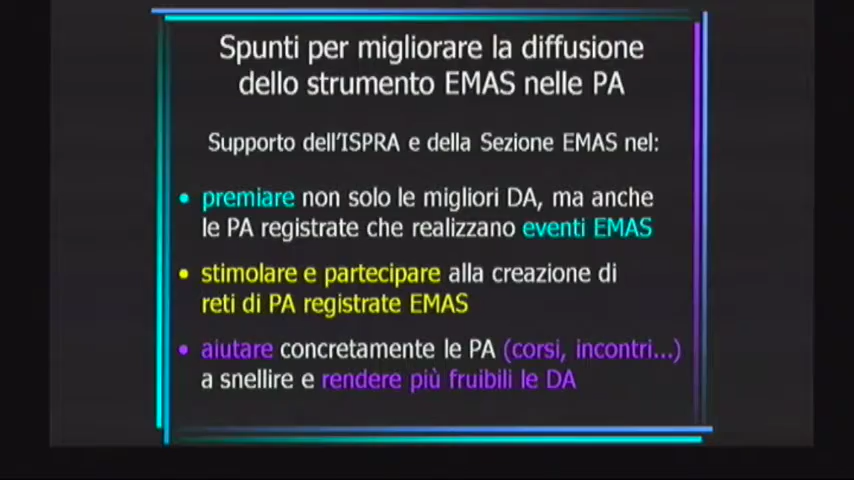 Spunti per migliorare la diffusione
dello strumento EMAS nelle PA
Supporto dell'ISPRA e della Sezione EMAS nel:
• premiare non solo le migliori DA, ma anche
le PA registrate che realizzano eventi EMAS
• stimolare e partecipare alla creazione di
reti di PA registrate EMAS
• aiutare concretamente le PA (corsi, incontri...)
a snellire e rendere più fruibili le DA